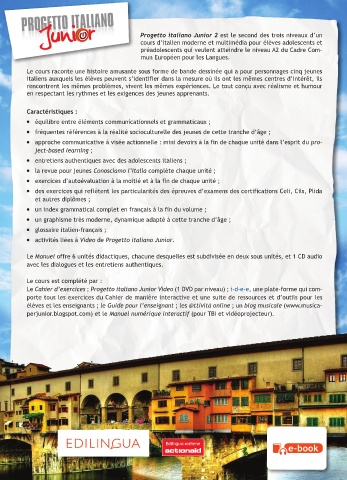 PROGETTO ITALIANO
Junior
Progetto italiano Junior 2 est le second des trois niveaux d'un
cours d'italien moderne et multimédia pour élèves adolescents et
préadolescents qui veulent atteindre le niveau A2 du Cadre Com-
mun Européen pour les Langues.
Le cours raconte une histoire amusante sous forme de bande dessinée qui a pour personnages cinq jeunes
italiens auxquels les élèves peuvent s'identifier dans la mesure où ils ont les mêmes centres d'intérêt, ils
rencontrent les mêmes problèmes, vivent les mêmes expériences. Le tout conçu avec réalisme et humour
en respectant les rythmes et les exigences des jeunes apprenants.
Caractéristiques :
• équilibre entre éléments communicationnels et grammaticaux ;
• fréquentes références à la réalité socioculturelle des jeunes de cette tranche d'âge ;
• approche communicative à visée actionnelle : mini devoirs à la fin de chaque unité dans l'esprit du pro-
ject-based learning ;
• entretiens authentiques avec des adolescents italiens ;
• la revue pour jeunes Conosciamo l'Italia complète chaque unité ;
• exercices d'autoévaluation à la moitié et à la fin de chaque unité ;
• des exercices qui reflètent les particularités des épreuves d'examens des certifications Celi, Cils, Plida
et autres diplômes ;
• un index grammatical complet en français à la fin du volume ;
• un graphisme très moderne, dynamique adapté à cette tranche d'âge ;
• glossaire italien-français ;
• activités liées à Video de Progetto italiano Junior.
Le Manuel offre 6 unités didactiques, chacune desquelles est subdivisée en deux sous unités, et 1 CD audio
avec les dialogues et les entretiens authentiques.
Le cours est complété par :
Le Cahier d'exercices ; Progetto italiano Junior Video (1 DVD par niveau) ; i-d-e-e, une plate-forme qui com-
porte tous les exercices du Cahier de manière interactive et une suite de ressources et d'outils pour les
élèves et les enseignants ; le Guide pour l'enseignant ; les attività online ; un blog musicale (www.musica-
perjunior.blogspot.com) et le Manuel numérique interactif (pour TBI et vidéoprojecteur).
EDILINGUA
Edilingua sostiene
actionaid
e-book